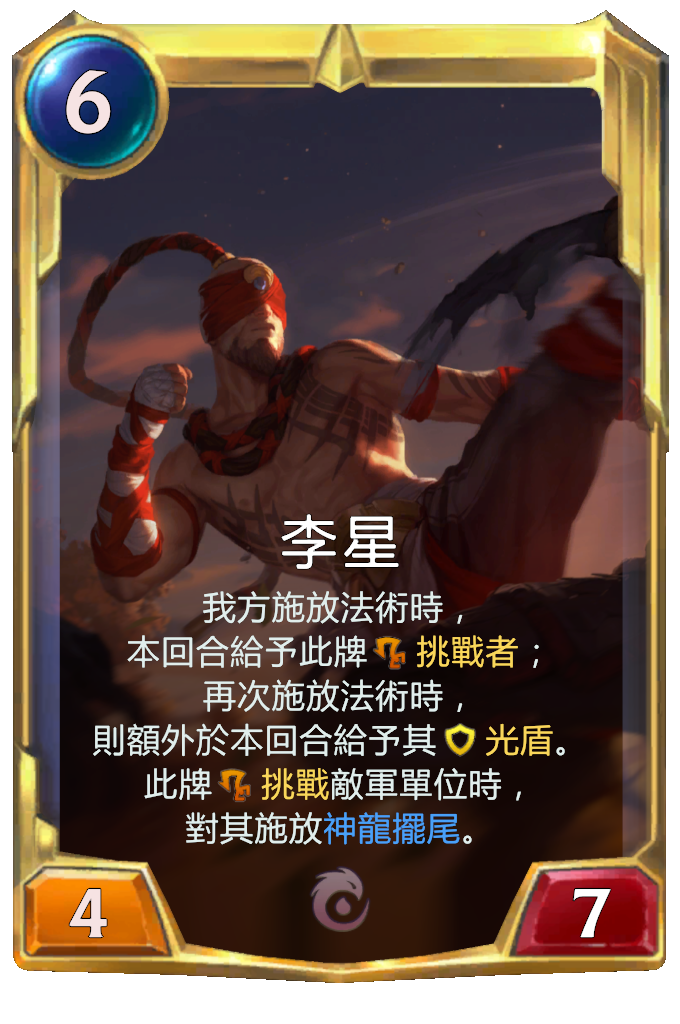 6
李星
我方施放法術時，
本回合給予此牌挑戰者；
再次施放法術時，
則額外於本回合給予其光盾。
此牌挑戰敵軍單位時，
對其施放神龍擺尾。
4
7